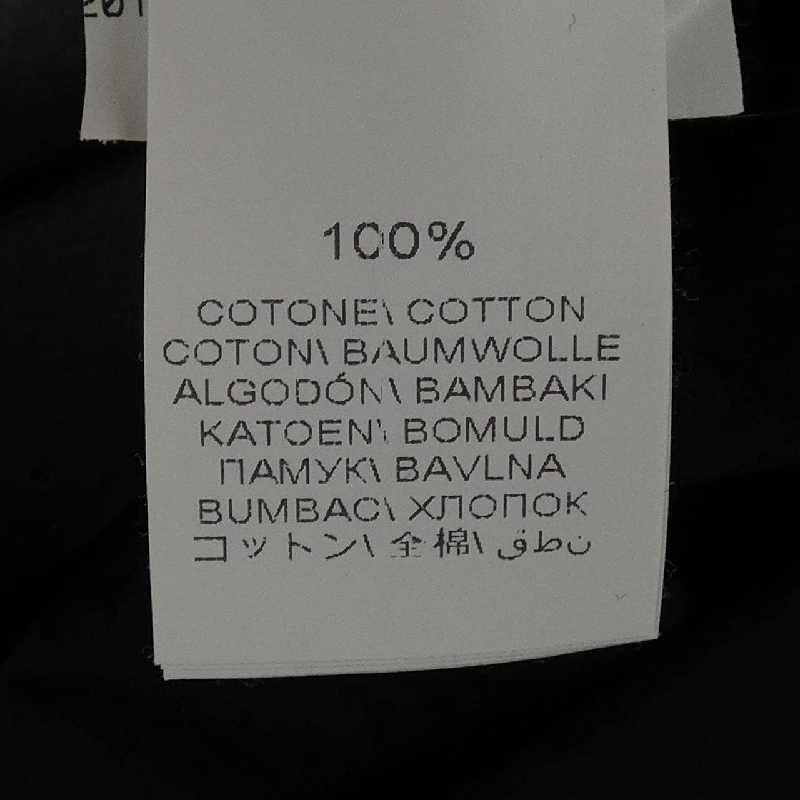 201
100%
COTONE\ COTTON
COTON\ BAUMWOLLE
ALGODÓN\ BAMBAKI
KATOEN\ BOMULD
ПАМУК\ BAVLNA
BUMBAC\ ХЛОПОК
コットン\ 全棉\ قطن